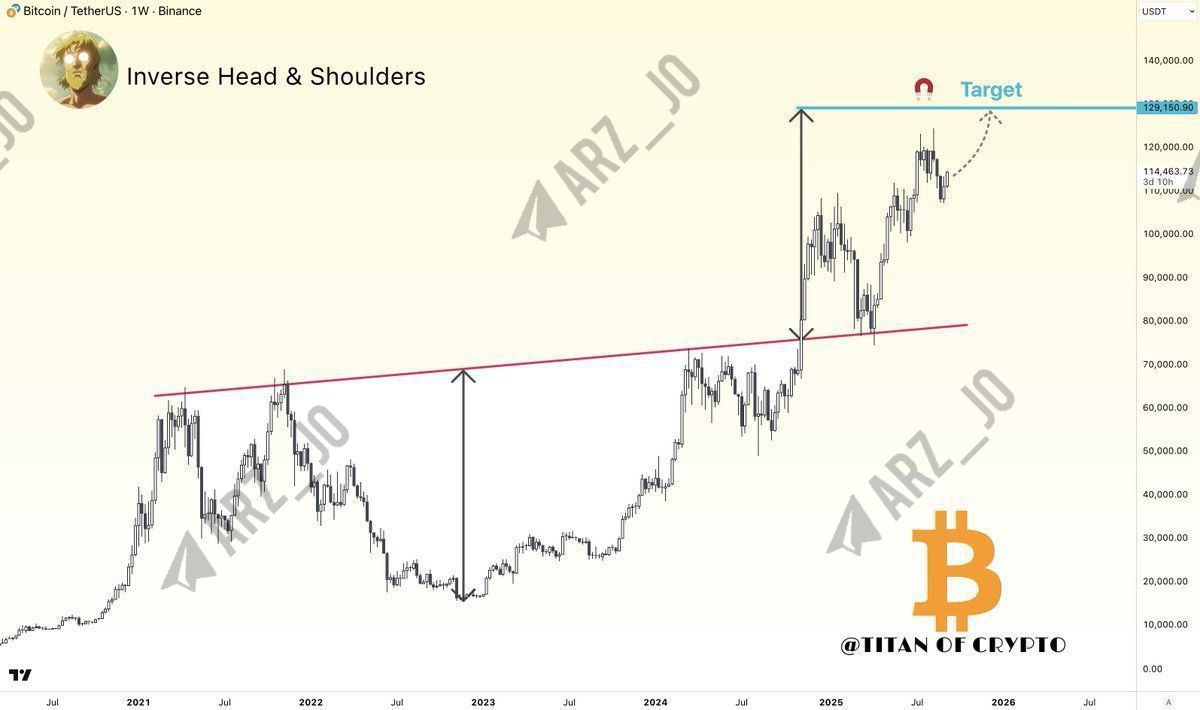 Bitcoin / TetherUS · 1W · Binance
USDT
Inverse Head & Shoulders
Target
140,000.00
129,150.90
120,000.00
114,463.73
3d 10h
110,000.00
100,000.00
90,000.00
80,000.00
70,000.00
60,000.00
50,000.00
40,000.00
30,000.00
20,000.00
10,000.00
0.00
ARZ_JO
ARZ_JO
ARZ_JO
@TITAN OF CRYPTO
Jul 2021 Jul 2022 Jul 2023 Jul 2024 Jul 2025 Jul 2026 Jul A